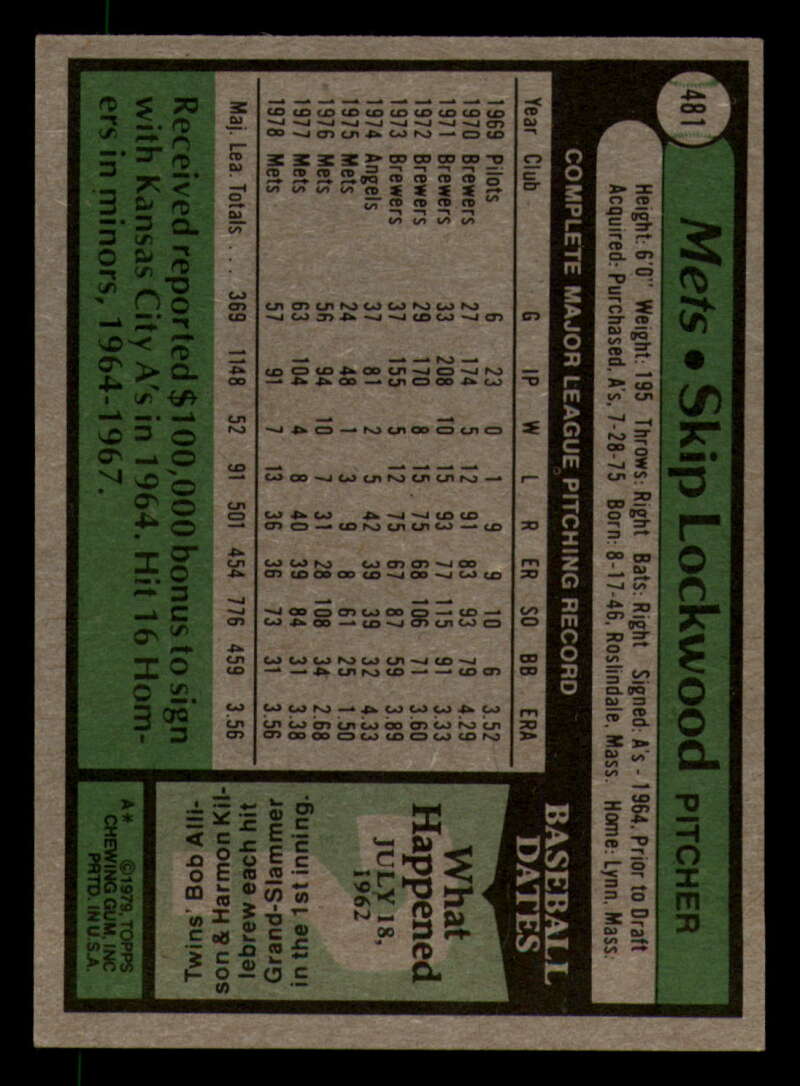 481
Mets • Skip Lockwood PITCHER
Height: 6'0" Weight: 195 Throws: Right Bats: Right Signed: A's - 1964, Prior to Draft
Acquired: Purchased, A's, 7-28-75 Born: 8-17-46, Roslindale, Mass. Home: Lynn, Mass.
COMPLETE MAJOR LEAGUE PITCHING RECORD
Year Club G IP W L R ER SO BB ERA
1969 Pilots 6 23 0 1 9 9 10 6 3.52
1970 Brewers 27 174 5 12 91 83 93 79 4.29
1971 Brewers 33 208 10 15 93 77 115 91 3.33
1972 Brewers 29 170 8 15 75 68 106 71 3.60
1973 Brewers 37 155 5 12 75 67 87 59 3.89
1974 Angels 37 81 2 5 42 39 39 32 4.33
1975 Mets 24 48 1 3 9 8 61 25 1.50
1976 Mets 56 94 10 7 31 28 108 34 2.68
1977 Mets 63 104 4 8 40 39 84 31 3.38
1978 Mets 57 91 7 13 36 36 73 31 3.56
Maj. Lea. Totals . . . 369 1148 52 91 501 454 776 459 3.56
Received reported $100,000 bonus to sign
with Kansas City A's in 1964. Hit 16 Hom-
ers in minors, 1964-1967.
BASEBALL
DATES
What
Happened
JULY 18,
1962
Twins' Bob Alli-
son & Harmon Kil-
lebrew each hit
Grand-Slammer
in the 1st inning.
A* ©1979, TOPPS
CHEWING GUM, INC
PRTD. IN U.S.A.